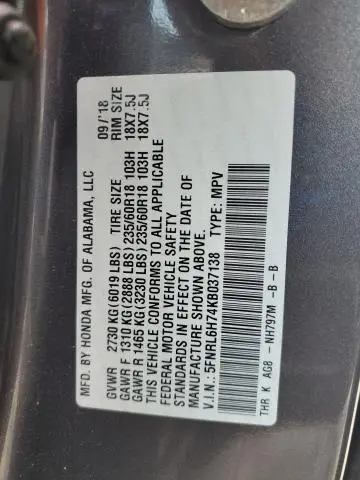 MFD. BY HONDA MFG. OF ALABAMA, LLC 09/'18
GVWR 2730 KG(6019 LBS) TIRE SIZE RIM SIZE
GAWR F 1310 KG(2888 LBS)235/60R18 103H 18X7.5J
GAWR R 1465 KG(3230 LBS)235/60R18 103H 18X7.5J
THIS VEHICLE CONFORMS TO ALL APPLICABLE
FEDERAL MOTOR VEHICLE SAFETY
STANDARDS IN EFFECT ON THE DATE OF
MANUFACTURE SHOWN ABOVE.
V.I.N.: 5FNRL6H74KB037138 TYPE: MPV
THR K AG8 - NH797M -B -B